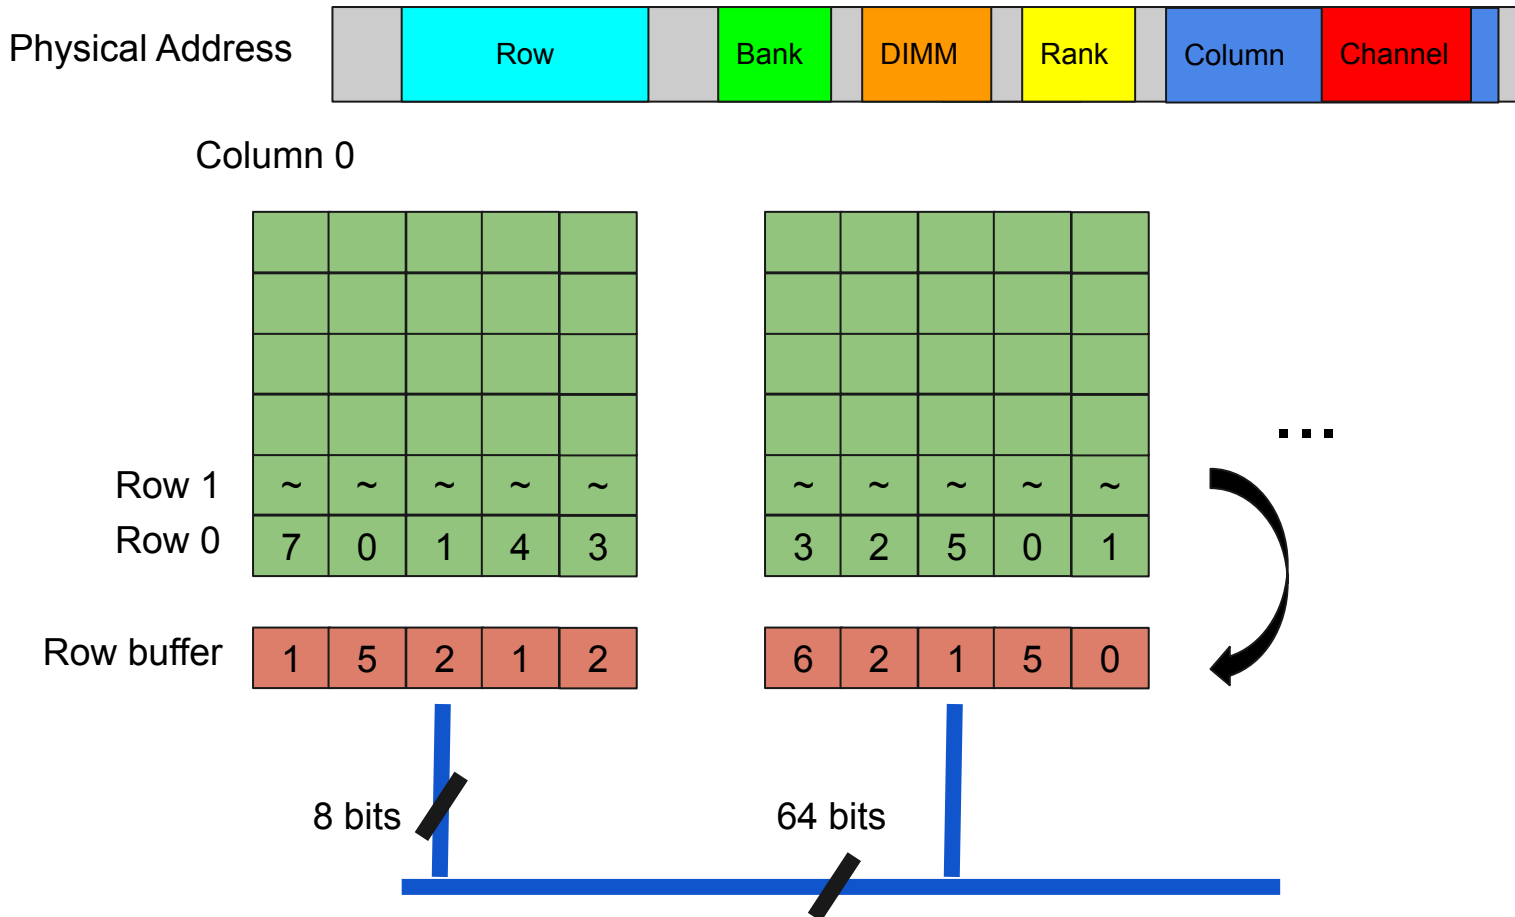 Physical Address Row Bank DIMM Rank Column Channel
Column 0
...
Row 1 ~ ~ ~ ~ ~ ~ ~ ~ ~ ~
Row 0 7 0 1 4 3 3 2 5 0 1
Row buffer 1 5 2 1 2 6 2 1 5 0
8 bits 64 bits